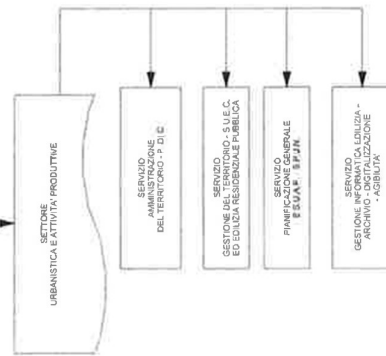 SETTORE
URBANISTICA E ATTIVITA' PRODUTTIVE
SERVIZIO
AMMINISTRAZIONE
DEL TERRITORIO - P. D. C
SERVIZIO
GESTIONE DEL TERRITORIO - S.U.E.C.
ED EDILIZIA RESIDENZIALE PUBBLICA
SERVIZIO
PIANIFICAZIONE GENERALE
SERVIZIO
GESTIONE INFORMATICA EDILIZIA -
ARCHIVIO - DIGITALIZZAZIONE
- AGIBILITA'